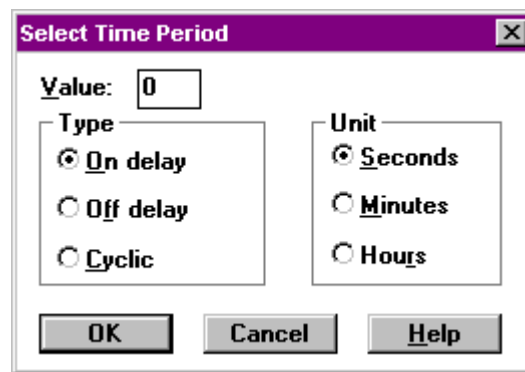 Select Time Period
Value: 0
Type
On delay
Off delay
Cyclic
Unit
Seconds
Minutes
Hours
OK Cancel Help